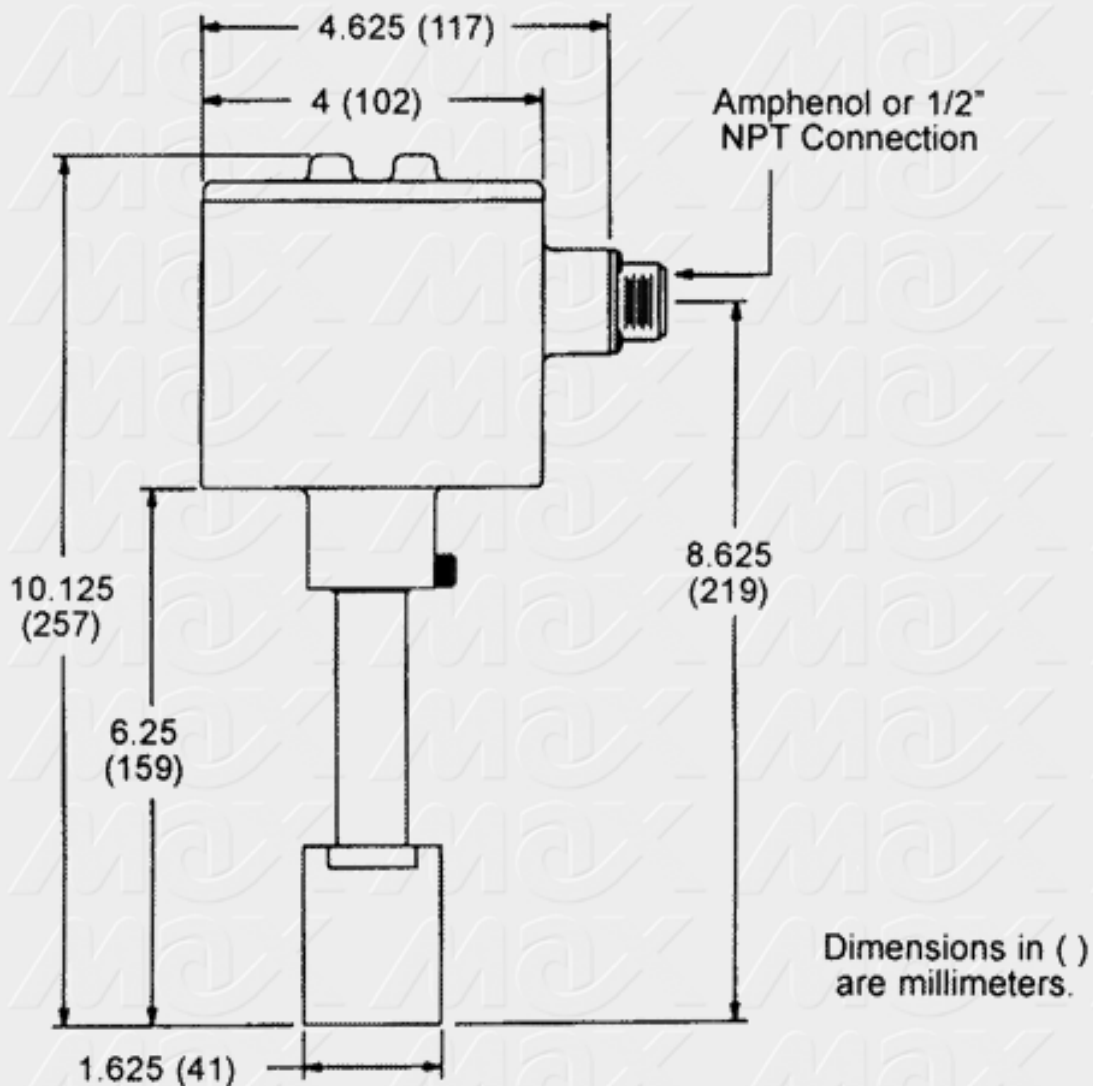 4.625 (117)
4 (102)
Amphenol or 1/2"
NPT Connection
10.125
(257)
8.625
(219)
6.25
(159)
Dimensions in ( )
are millimeters.
1.625 (41)
max